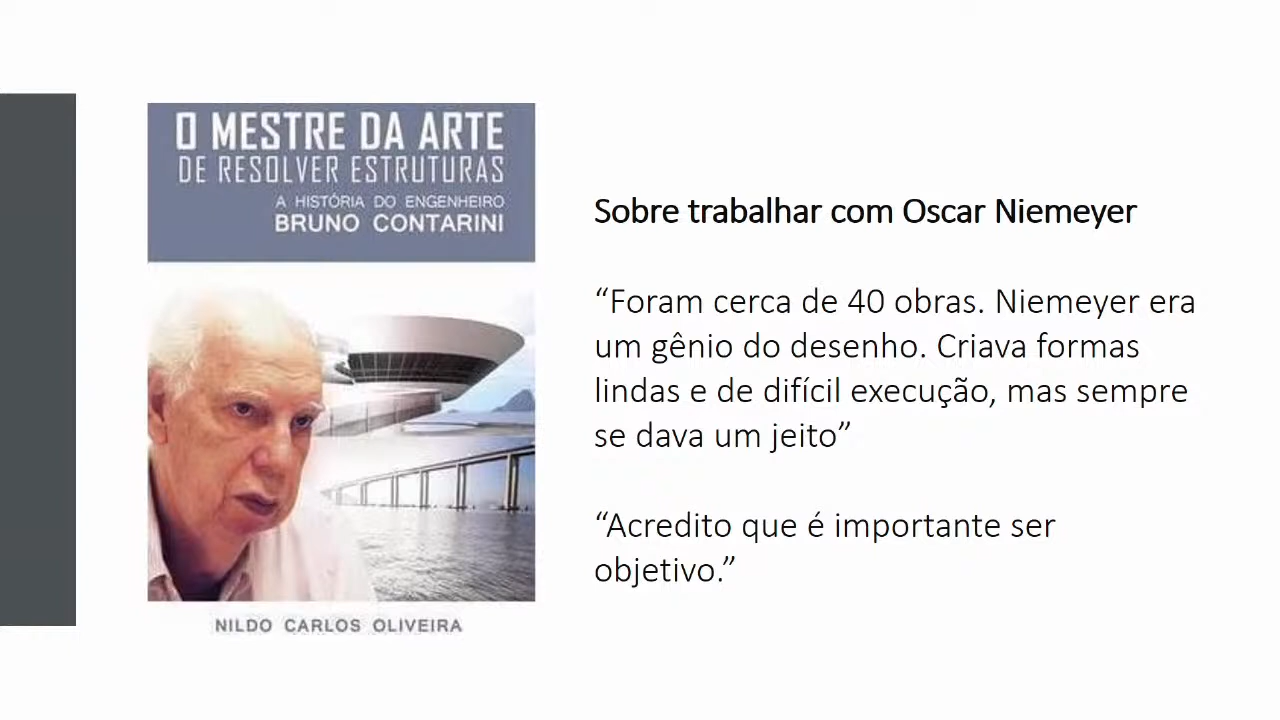 O MESTRE DA ARTE
DE RESOLVER ESTRUTURAS
A HISTÓRIA DO ENGENHEIRO
BRUNO CONTARINI
NILDO CARLOS OLIVEIRA
Sobre trabalhar com Oscar Niemeyer
“Foram cerca de 40 obras. Niemeyer era
um gênio do desenho. Criava formas
lindas e de difícil execução, mas sempre
se dava um jeito”
“Acredito que é importante ser
objetivo.”